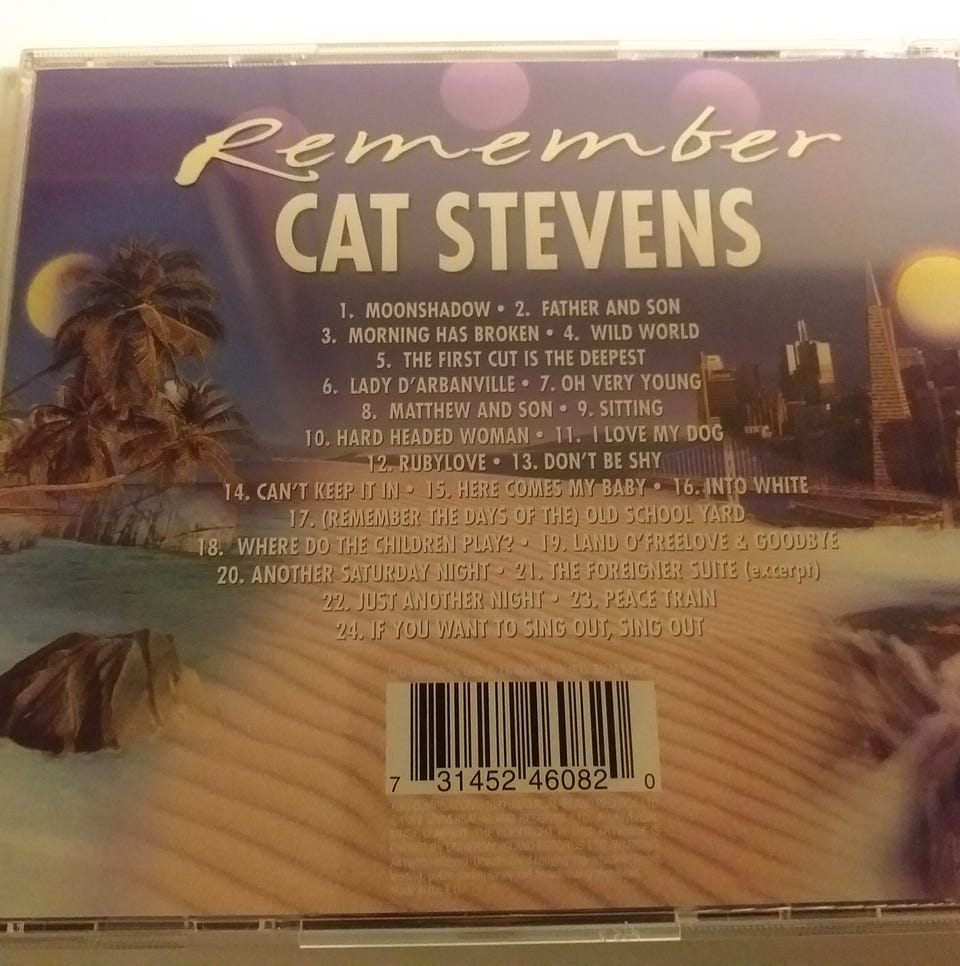 Remember
CAT STEVENS
1. MOONSHADOW • 2. FATHER AND SON
3. MORNING HAS BROKEN • 4. WILD WORLD
5. THE FIRST CUT IS THE DEEPEST
6. LADY D'ARBANVILLE • 7. OH VERY YOUNG
8. MATTHEW AND SON • 9. SITTING
10. HARD HEADED WOMAN • 11. I LOVE MY DOG
12. RUBYLOVE • 13. DON'T BE SHY
14. CAN'T KEEP IT IN • 15. HERE COMES MY BABY • 16. INTO WHITE
17. (REMEMBER THE DAYS OF THE) OLD SCHOOL YARD
18. WHERE DO THE CHILDREN PLAY? • 19. LAND O'FREELOVE & GOODBYE
20. ANOTHER SATURDAY NIGHT • 21. THE FOREIGNER SUITE (excerpt)
22. JUST ANOTHER NIGHT • 23. PEACE TRAIN
24. IF YOU WANT TO SING OUT, SING OUT
7 31452 46082 0